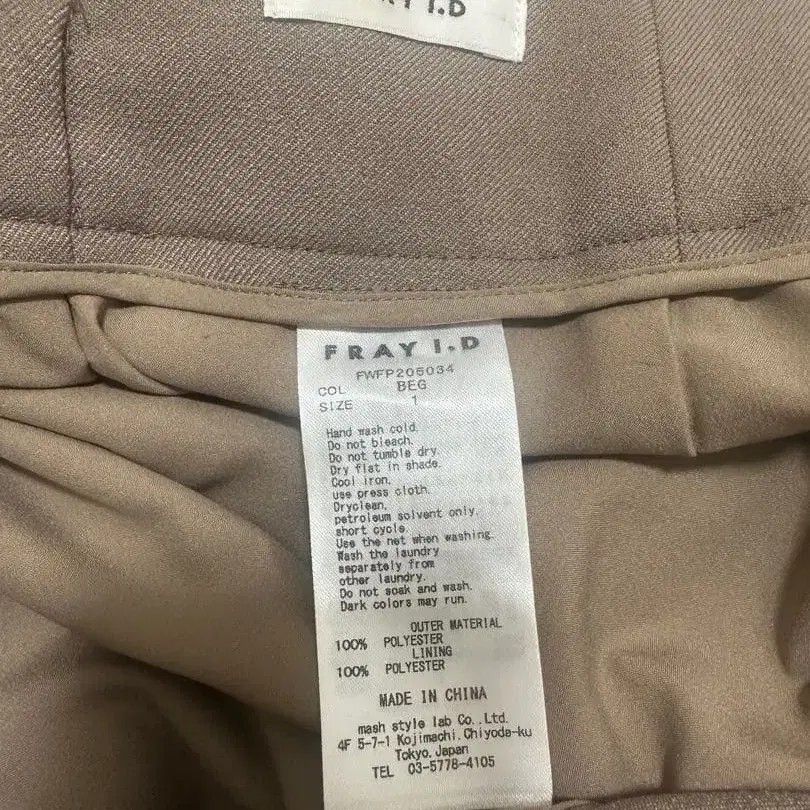 I.D
FRAY I.D
FWFP205034
COL BEG
SIZE 1
Hand wash cold.
Do not bleach.
Do not tumble dry.
Dry flat in shade.
Cool iron.
use press cloth.
Dryclean,
petroleum solvent only.
short cycle.
Use the net when washing.
Wash the laundry
separately from
other laundry.
Do not soak and wash.
Dark colors may run.
OUTER MATERIAL
100% POLYESTER
LINING
100% POLYESTER
MADE IN CHINA
mash style lab Co.,Ltd.
4F 5-7-1 Kojimachi.Chiyoda-ku
Tokyo.Japan
TEL 03-5778-4105